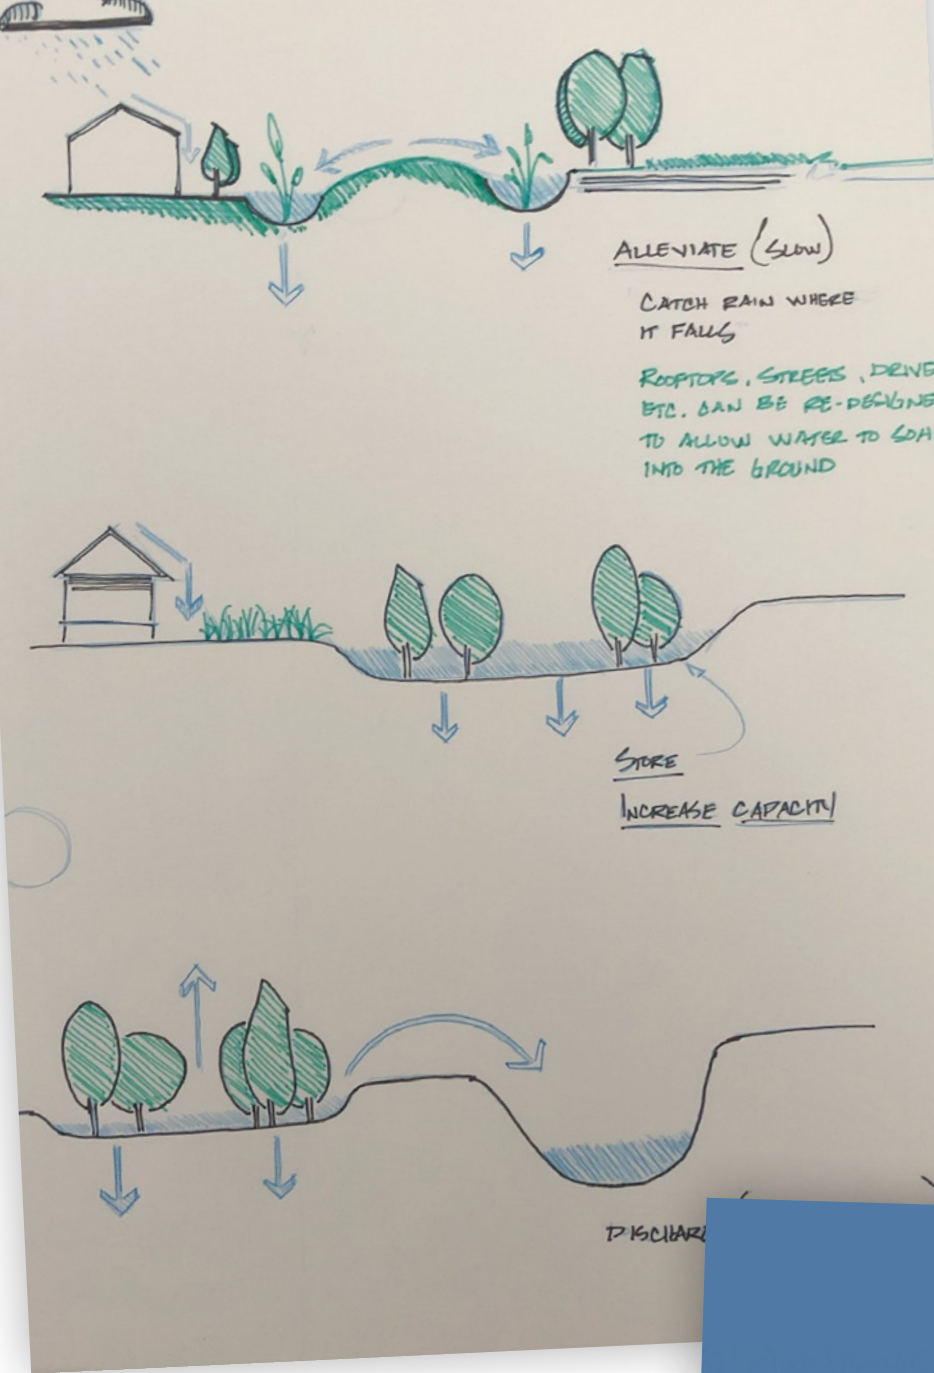 ALLEVIATE (SLOW)
CATCH RAIN WHERE
IT FALLS
ROOFTOPS, STREETS, DRIVE
ETC. CAN BE RE-DESIGNE
TO ALLOW WATER TO SOA
INTO THE GROUND
STORE
INCREASE CAPACITY
DISCHAR